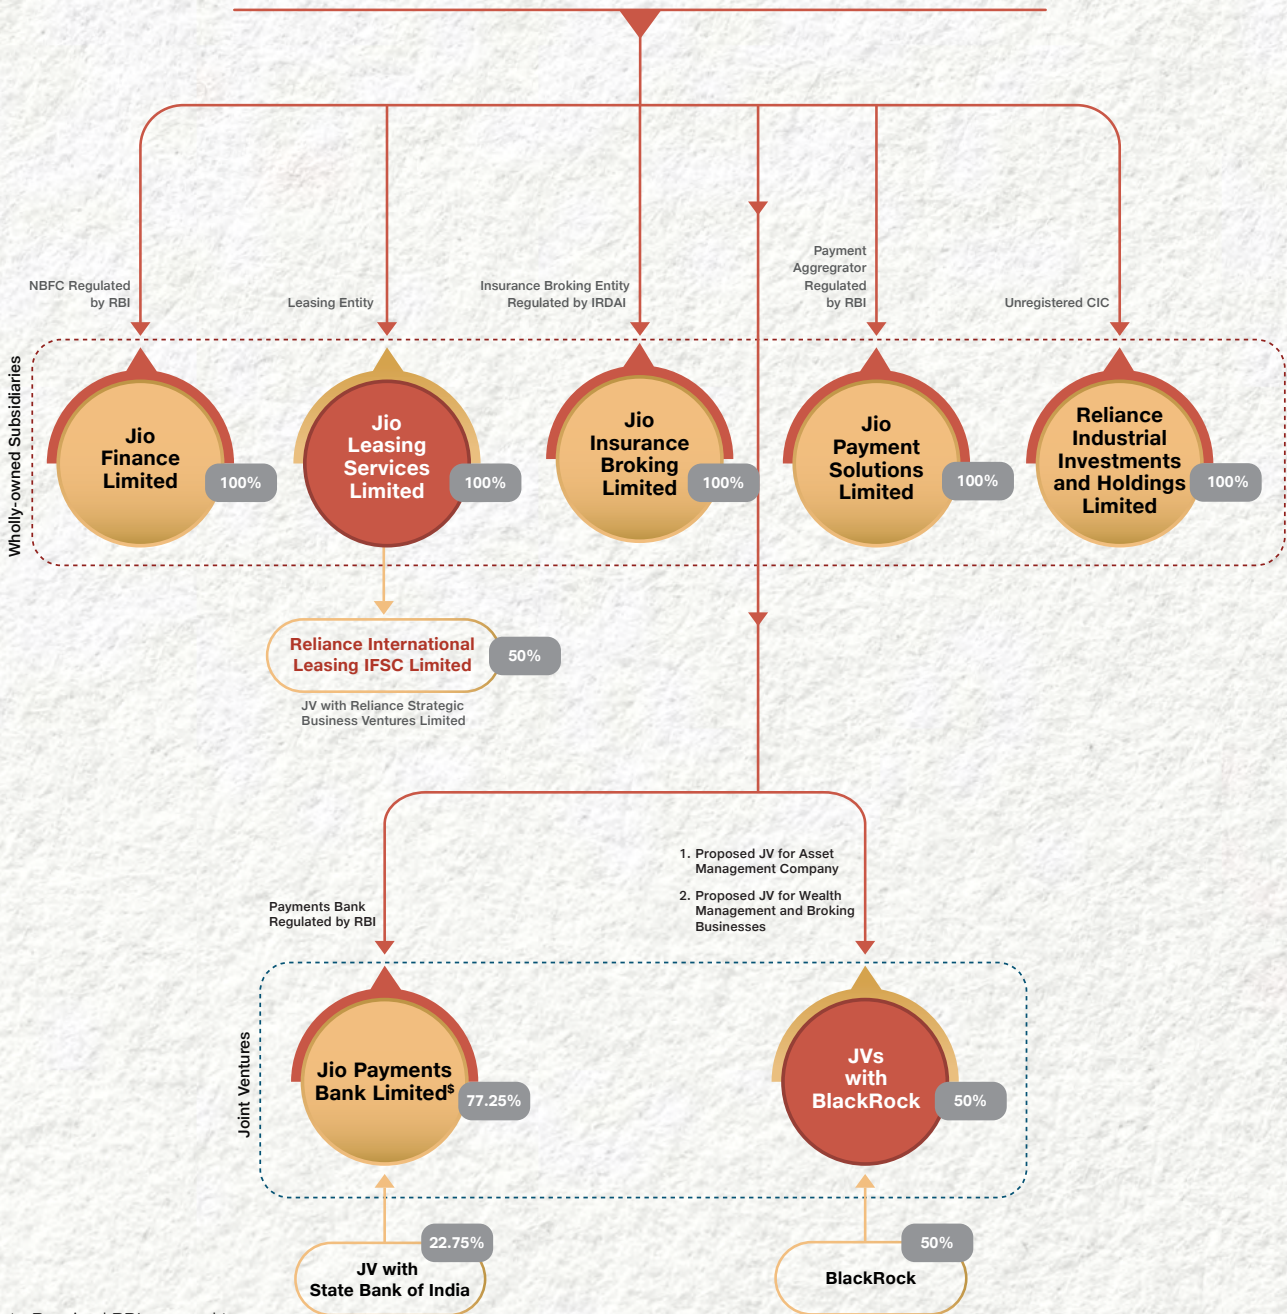 NBFC Regulated
by RBI
Leasing Entity
Insurance Broking Entity
Regulated by IRDAI
Payment
Aggregrator
Regulated
by RBI
Unregistered CIC
Wholly-owned Subsidiaries
Jio
Finance
Limited
100%
Jio
Leasing
Services
Limited
100%
Jio
Insurance
Broking
Limited
100%
Jio
Payment
Solutions
Limited
100%
Reliance
Industrial
Investments
and Holdings
Limited
100%
Reliance International
Leasing IFSC Limited
50%
JV with Reliance Strategic
Business Ventures Limited
Payments Bank
Regulated by RBI
1. Proposed JV for Asset
Management Company
2. Proposed JV for Wealth
Management and Broking
Businesses
Joint Ventures
Jio Payments
Bank Limited$
77.25%
JVs
with
BlackRock
50%
22.75%
JV with
State Bank of India
50%
BlackRock